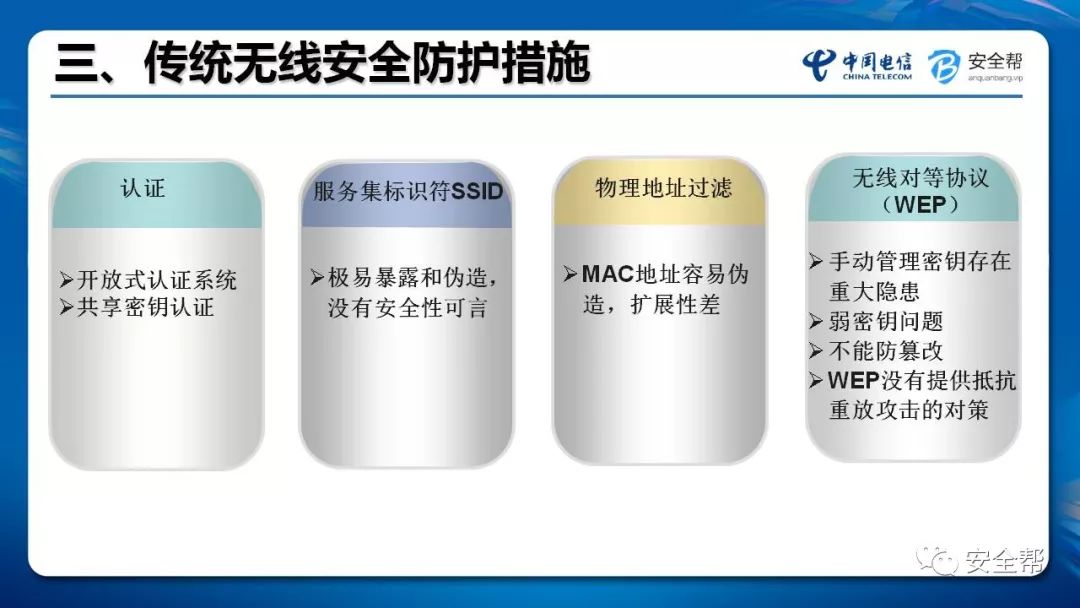 三、传统无线安全防护措施
中国电信
CHINA TELECOM
安全帮
anquanbang.vip
认证
➢开放式认证系统
➢共享密钥认证
服务集标识符SSID
➢极易暴露和伪造，
没有安全性可言
物理地址过滤
➢MAC地址容易伪
造，扩展性差
无线对等协议
（WEP）
➢手动管理密钥存在
重大隐患
➢弱密钥问题
➢不能防篡改
➢WEP没有提供抵抗
重放攻击的对策
安全帮